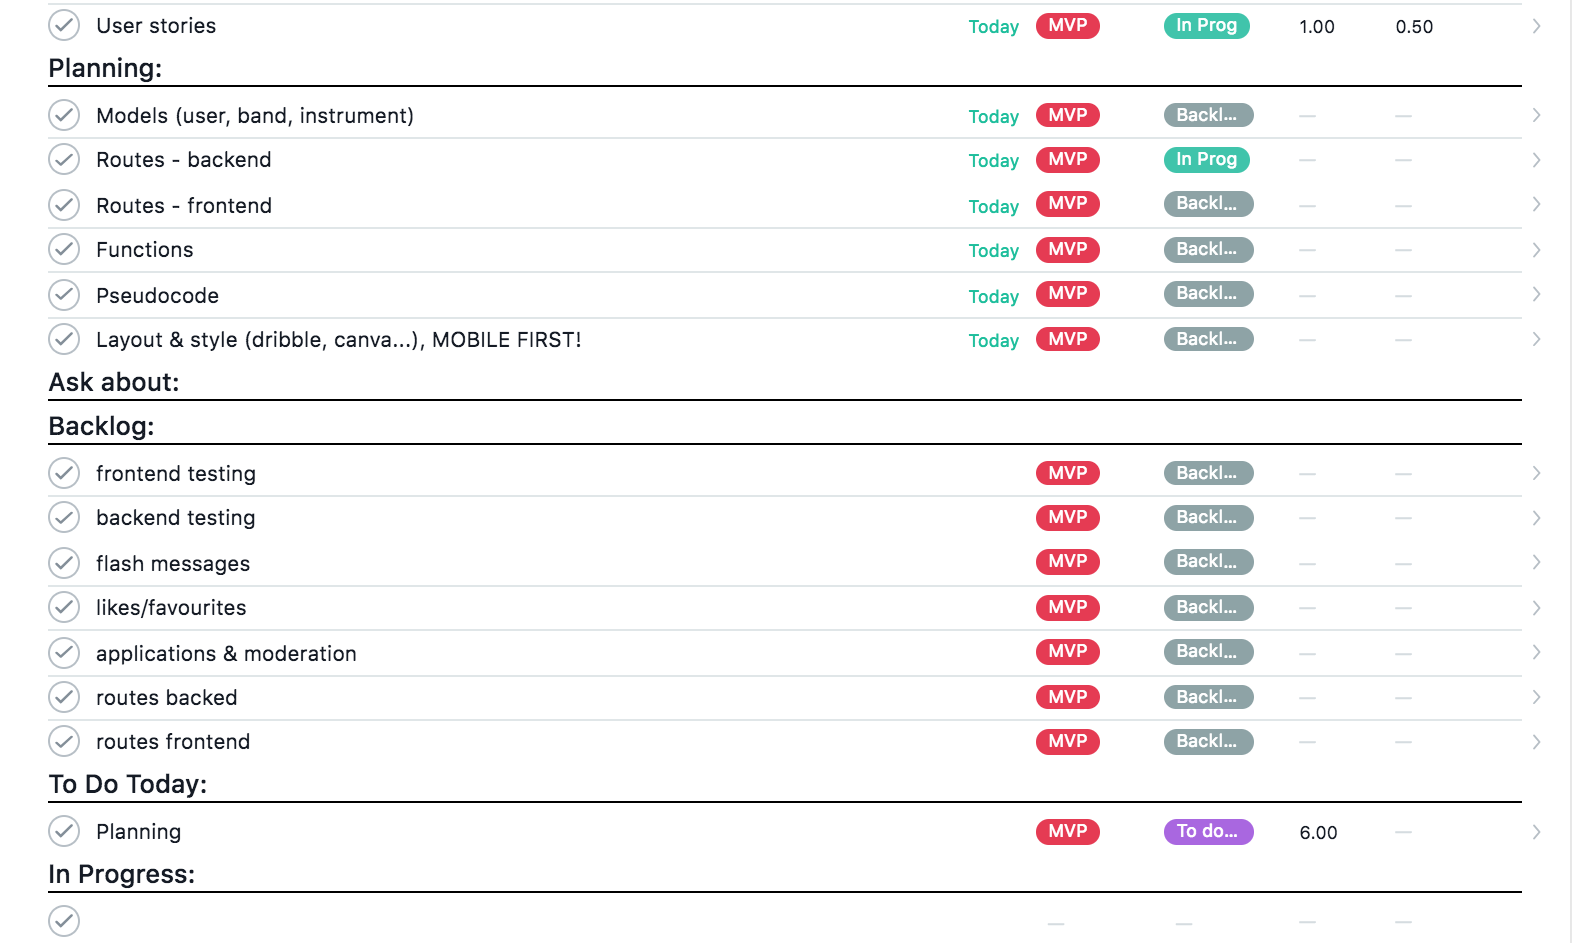 User stories Today MVP In Prog 1.00 0.50
Planning:
Models (user, band, instrument) Today MVP Backl... — —
Routes - backend Today MVP In Prog — —
Routes - frontend Today MVP Backl... — —
Functions Today MVP Backl... — —
Pseudocode Today MVP Backl... — —
Layout & style (dribble, canva...), MOBILE FIRST! Today MVP Backl... — —
Ask about:
Backlog:
frontend testing MVP Backl... — —
backend testing MVP Backl... — —
flash messages MVP Backl... — —
likes/favourites MVP Backl... — —
applications & moderation MVP Backl... — —
routes backed MVP Backl... — —
routes frontend MVP Backl... — —
To Do Today:
Planning MVP To do... 6.00 —
In Progress:
— — — —